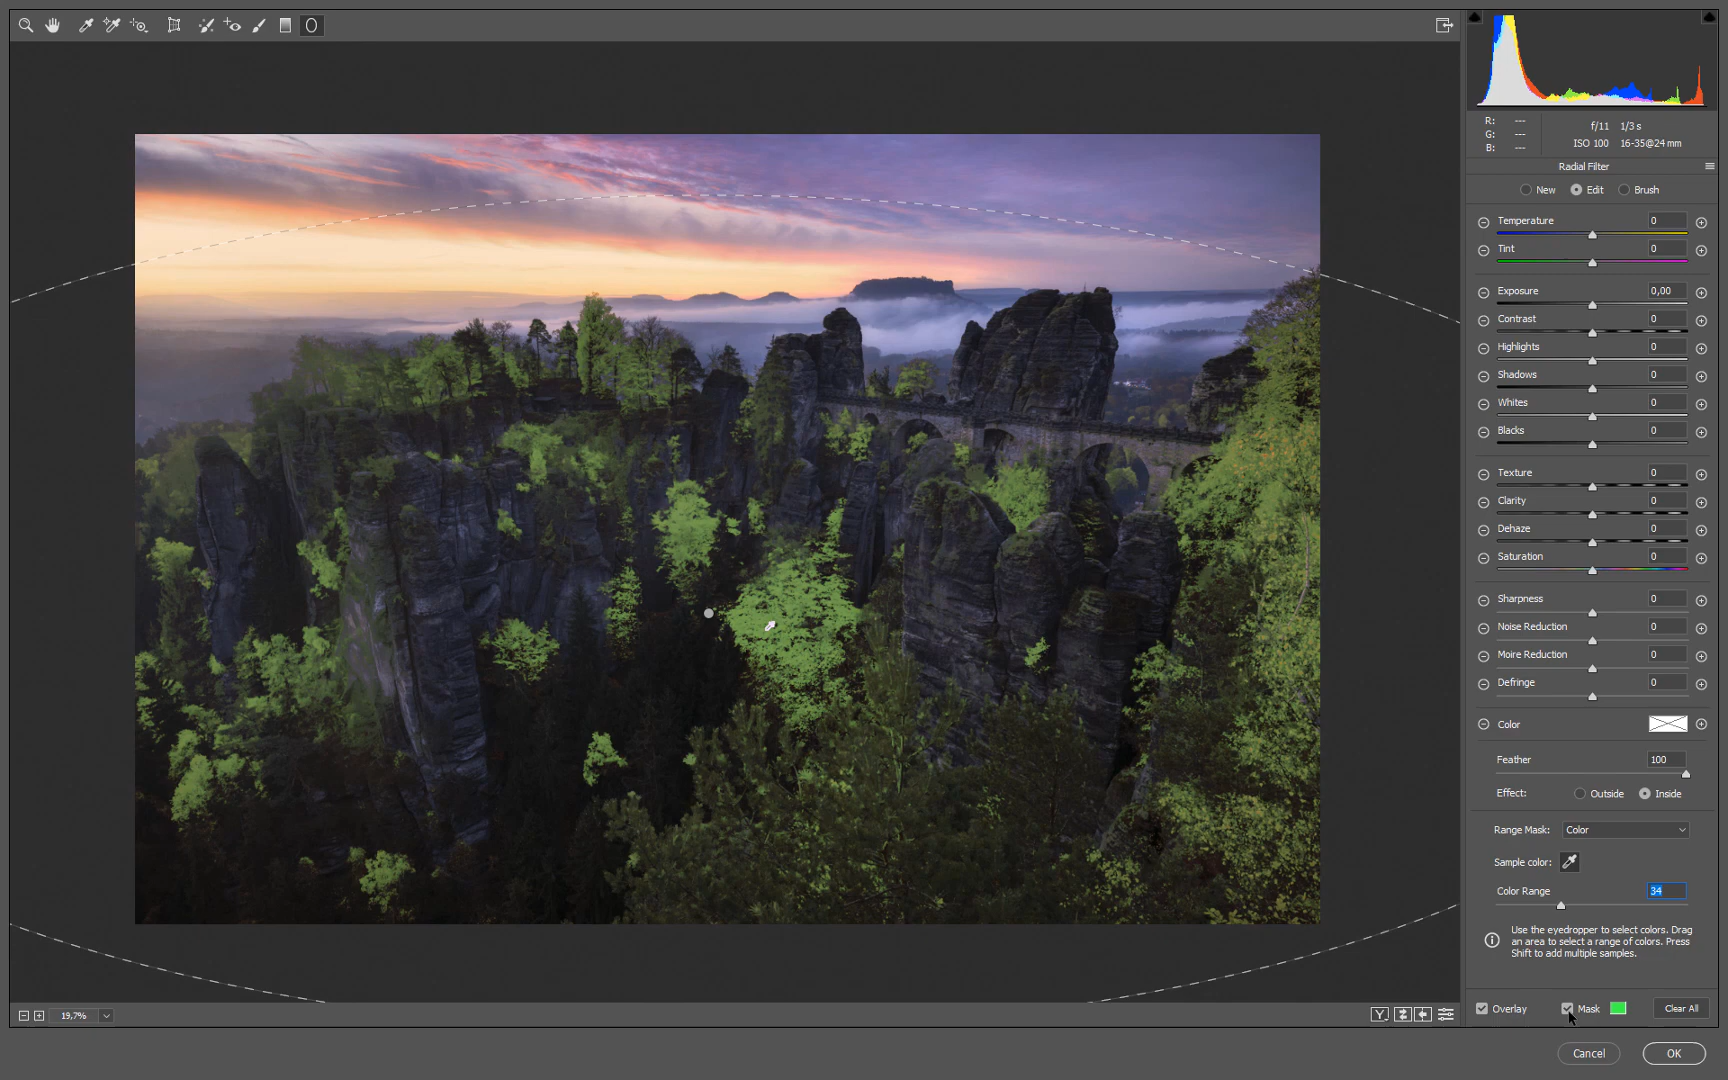 R: ---
G: ---
B: ---
f/11 1/3 s
ISO 100 16-35@24 mm
Radial Filter
New Edit Brush
Temperature 0
Tint 0
Exposure 0,00
Contrast 0
Highlights 0
Shadows 0
Whites 0
Blacks 0
Texture 0
Clarity 0
Dehaze 0
Saturation 0
Sharpness 0
Noise Reduction 0
Moire Reduction 0
Defringe 0
Color
Feather 100
Effect: Outside Inside
Range Mask: Color
Sample color:
Color Range 34
Use the eyedropper to select colors. Drag
an area to select a range of colors. Press
Shift to add multiple samples.
Overlay Mask Clear All
19,7% Y
Cancel OK